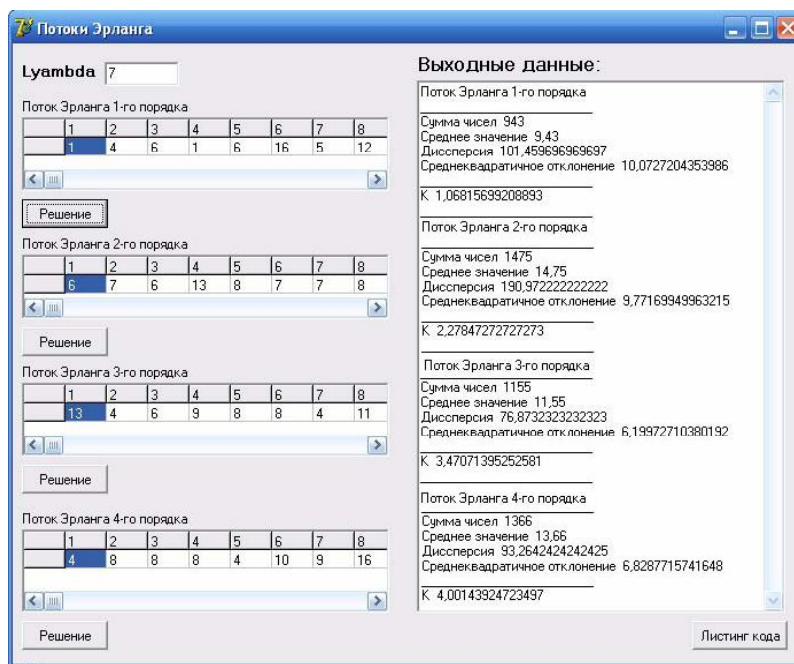 Потоки Эрланга
Lyambda 7
Поток Эрланга 1-го порядка
1 2 3 4 5 6 7 8
1 4 6 1 6 16 5 12
Решение
Поток Эрланга 2-го порядка
1 2 3 4 5 6 7 8
6 7 6 13 8 7 7 8
Решение
Поток Эрланга 3-го порядка
1 2 3 4 5 6 7 8
13 4 6 9 8 8 4 11
Решение
Поток Эрланга 4-го порядка
1 2 3 4 5 6 7 8
4 8 8 8 4 10 9 16
Решение
Выходные данные:
Поток Эрланга 1-го порядка
Сумма чисел 943
Среднее значение 9,43
Диссперсия 101,459696969697
Среднеквадратичное отклонение 10,0727204353986
K 1,06815699208893
Поток Эрланга 2-го порядка
Сумма чисел 1475
Среднее значение 14,75
Диссперсия 190,972222222222
Среднеквадратичное отклонение 9,77169949963215
K 2,27847272727273
Поток Эрланга 3-го порядка
Сумма чисел 1155
Среднее значение 11,55
Диссперсия 76,8732323232323
Среднеквадратичное отклонение 6,19972710380192
K 3,47071395252581
Поток Эрланга 4-го порядка
Сумма чисел 1366
Среднее значение 13,66
Диссперсия 93,2642424242425
Среднеквадратичное отклонение 6,8287715741648
K 4,00143924723497
Листинг кода